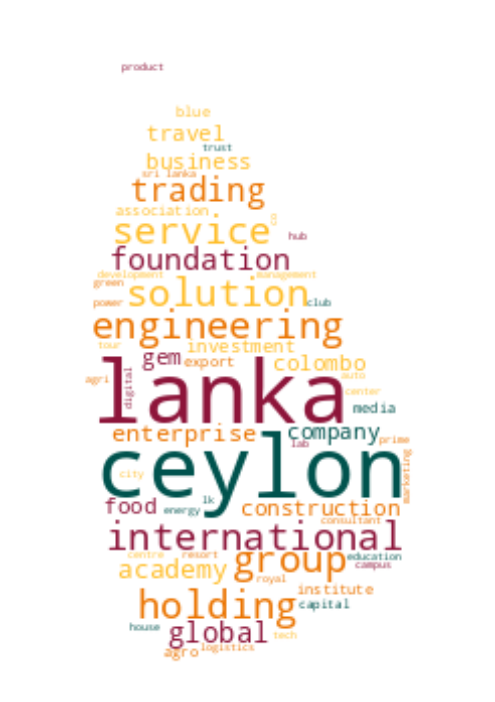 product
blue
travel
trust
business
sri lanka
trading
association
service
hub
foundation
development management
green
solution
power club
engineering
tour investment
gem export colombo
agri digital auto
lanka center
media
enterprise company
lab prime
ceylon marketing
city
food lk
energy construction
consultant
international
centre resort group education
academy campus
royal
institute
holding capital
house global tech
agro logistics